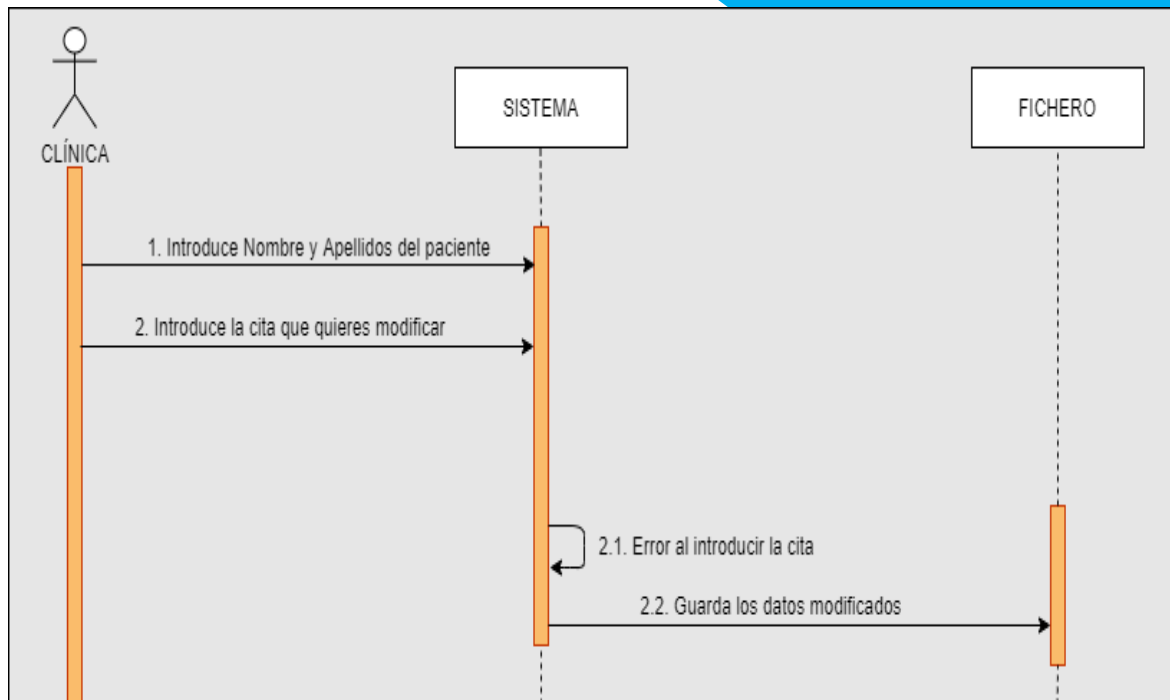 SISTEMA
FICHERO
CLÍNICA
1. Introduce Nombre y Apellidos del paciente
2. Introduce la cita que quieres modificar
2.1. Error al introducir la cita
2.2. Guarda los datos modificados